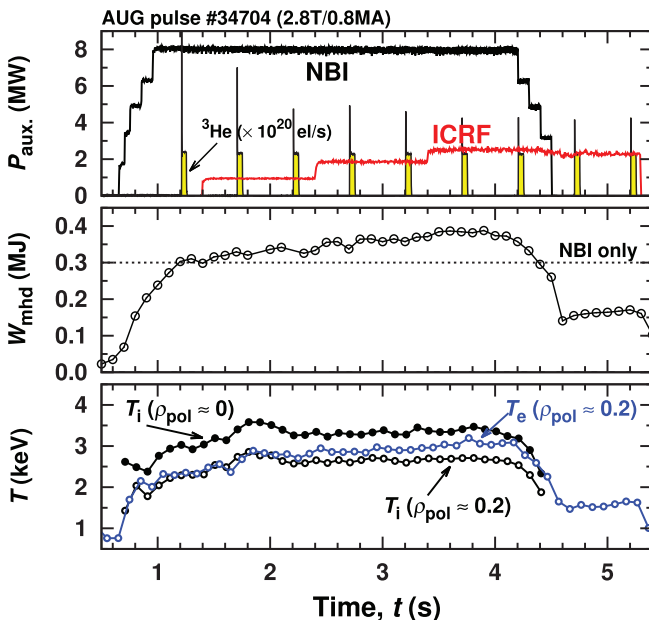 AUG pulse #34704 (2.8T/0.8MA)
P_aux. (MW)
8
6
4
2
0
NBI
³He (× 10²⁰ el/s)
ICRF
W_mhd (MJ)
0.4
0.3
0.2
0.1
0.0
NBI only
T (keV)
4
3
2
1
T_i (ρ_pol ≈ 0)
T_e (ρ_pol ≈ 0.2)
T_i (ρ_pol ≈ 0.2)
1 2 3 4 5
Time, t (s)